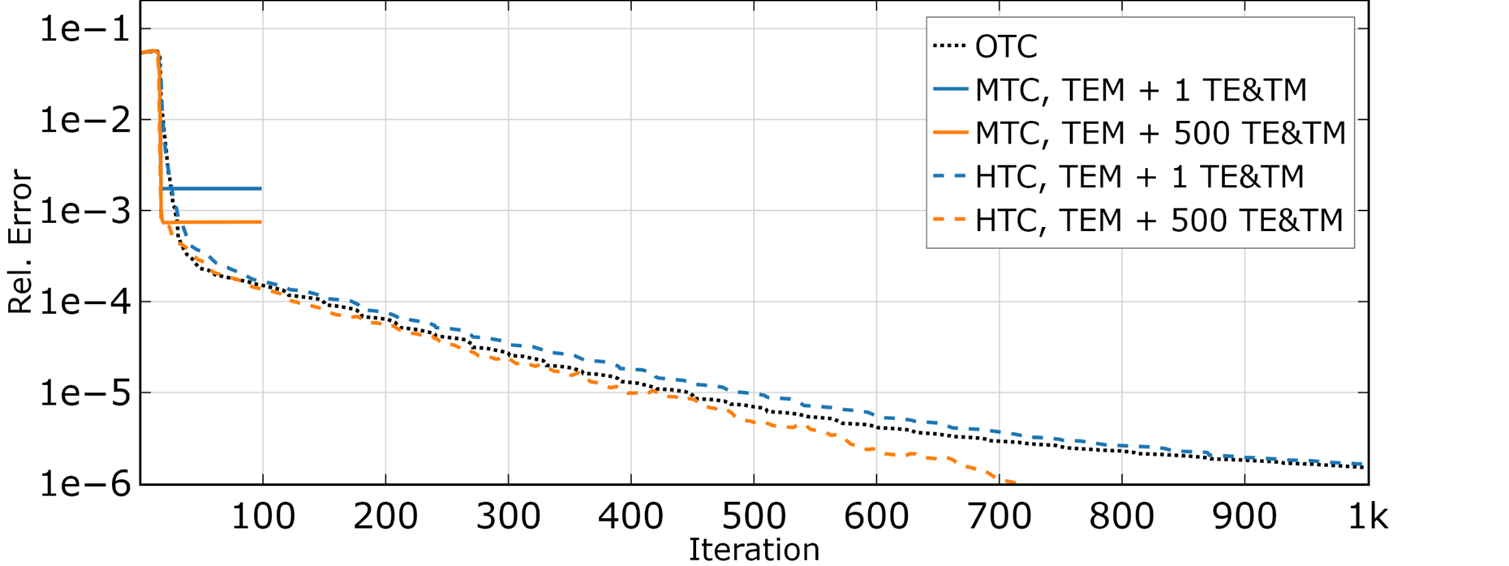 1e−1
1e−2
1e−3
1e−4
1e−5
1e−6
Rel. Error
OTC
MTC, TEM + 1 TE&TM
MTC, TEM + 500 TE&TM
HTC, TEM + 1 TE&TM
HTC, TEM + 500 TE&TM
100 200 300 400 500 600 700 800 900 1k
Iteration